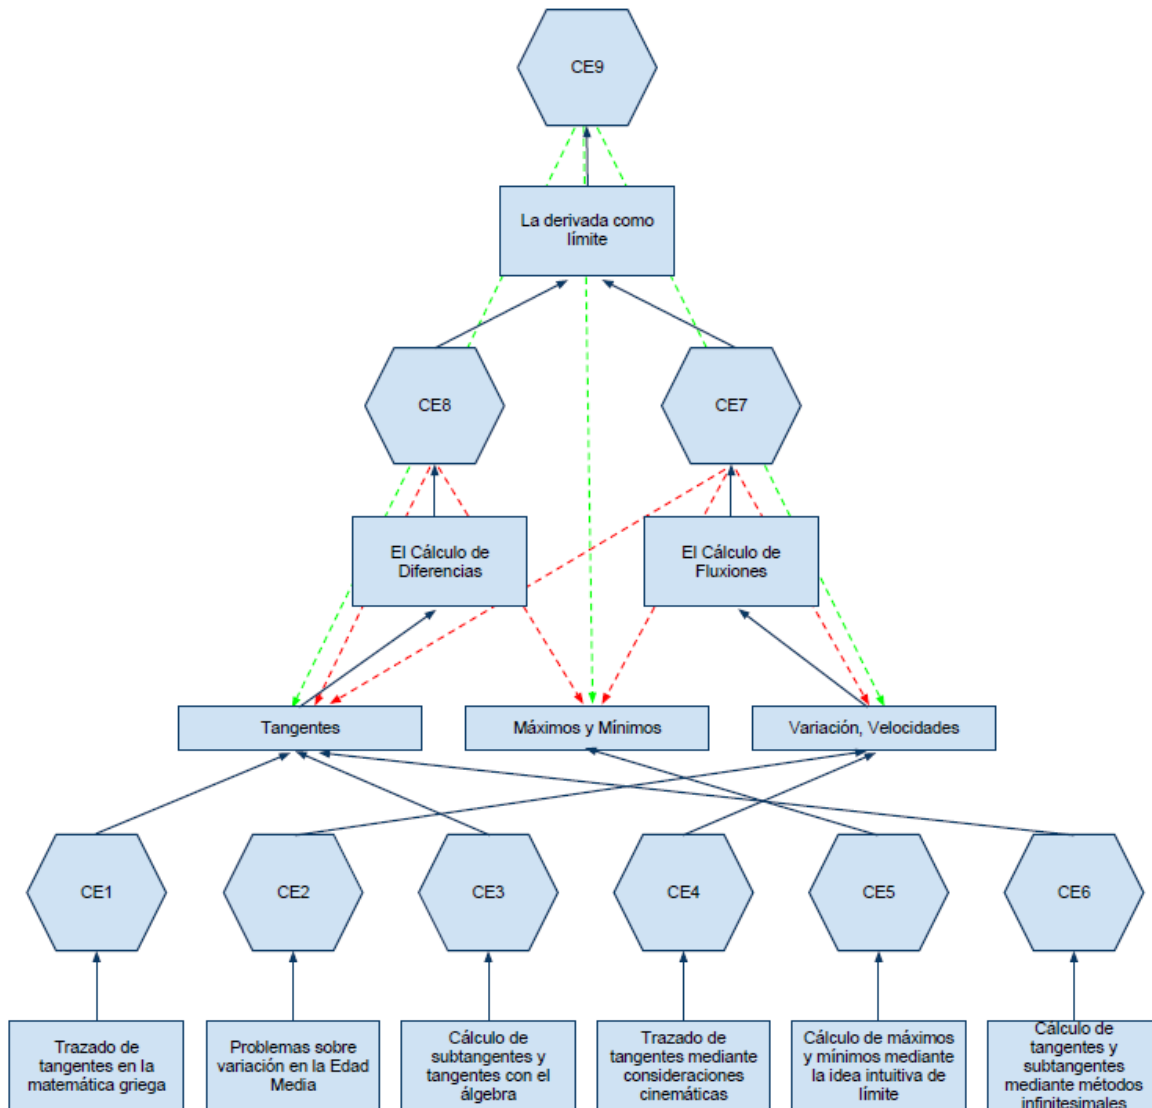 CE9
La derivada como
límite
CE8
CE7
El Cálculo de
Diferencias
El Cálculo de
Fluxiones
Tangentes
Máximos y Mínimos
Variación, Velocidades
CE1
CE2
CE3
CE4
CE5
CE6
Trazado de
tangentes en la
matemática griega
Problemas sobre
variación en la Edad
Media
Cálculo de
subtangentes y
tangentes con el
álgebra
Trazado de
tangentes mediante
consideraciones
cinemáticas
Cálculo de máximos
y mínimos mediante
la idea intuitiva de
límite
Cálculo de
tangentes y
subtangentes
mediante métodos
infinitesimales